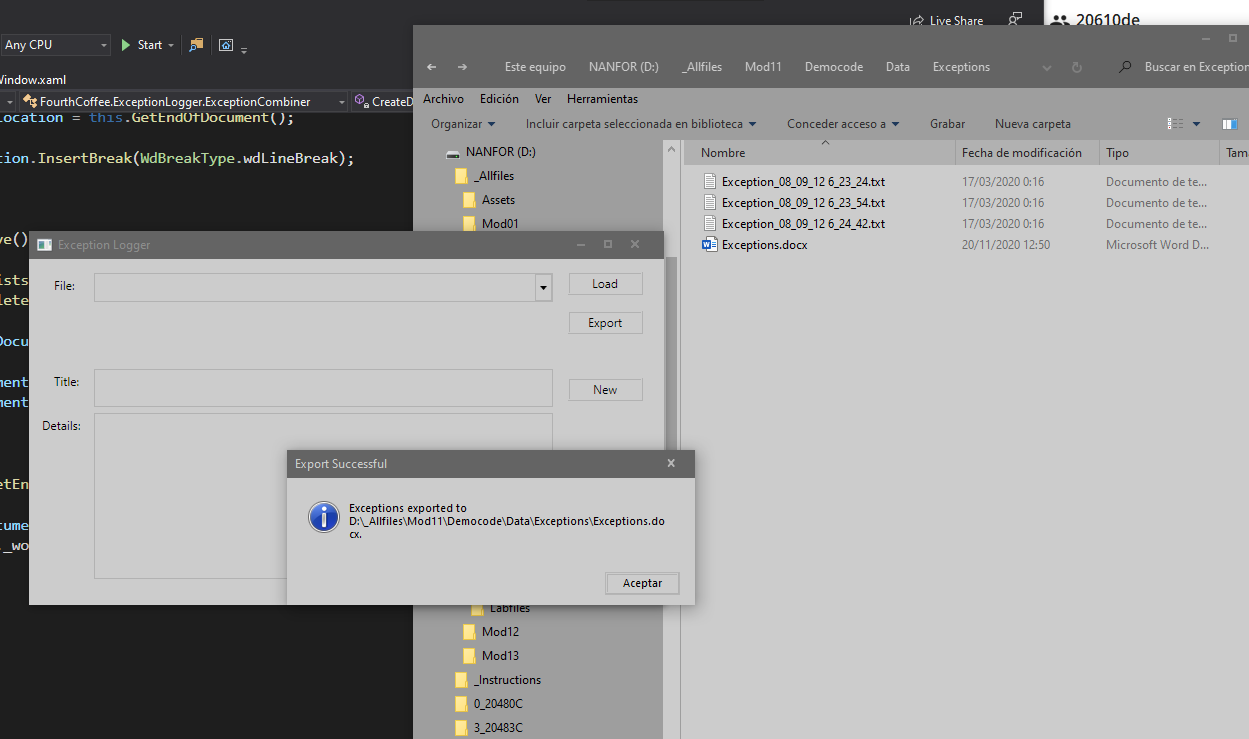 Live Share
20610de
Any CPU
Start
Window.xaml
FourthCoffee.ExceptionLogger.ExceptionCombiner
CreateD
location = this.GetEndOfDocument();
tion.InsertBreak(WdBreakType.wdLineBreak);
ve()
ists
lete
Docu
ment
ment
etEn
tume
_wo
Este equipo
NANFOR (D:)
_Allfiles
Mod11
Democode
Data
Exceptions
Buscar en Exception
Archivo
Edición
Ver
Herramientas
Organizar
Incluir carpeta seleccionada en biblioteca
Conceder acceso a
Grabar
Nueva carpeta
NANFOR (D:)
_Allfiles
Assets
Mod01
Labfiles
Mod12
Mod13
_Instructions
0_20480C
3_20483C
Nombre
Fecha de modificación
Tipo
Tam
Exception_08_09_12 6_23_24.txt
17/03/2020 0:16
Documento de te...
Exception_08_09_12 6_23_54.txt
17/03/2020 0:16
Documento de te...
Exception_08_09_12 6_24_42.txt
17/03/2020 0:16
Documento de te...
Exceptions.docx
20/11/2020 12:50
Microsoft Word D...
Exception Logger
File:
Load
Export
Title:
New
Details:
Export Successful
Exceptions exported to
D:\_Allfiles\Mod11\Democode\Data\Exceptions\Exceptions.do
cx.
Aceptar